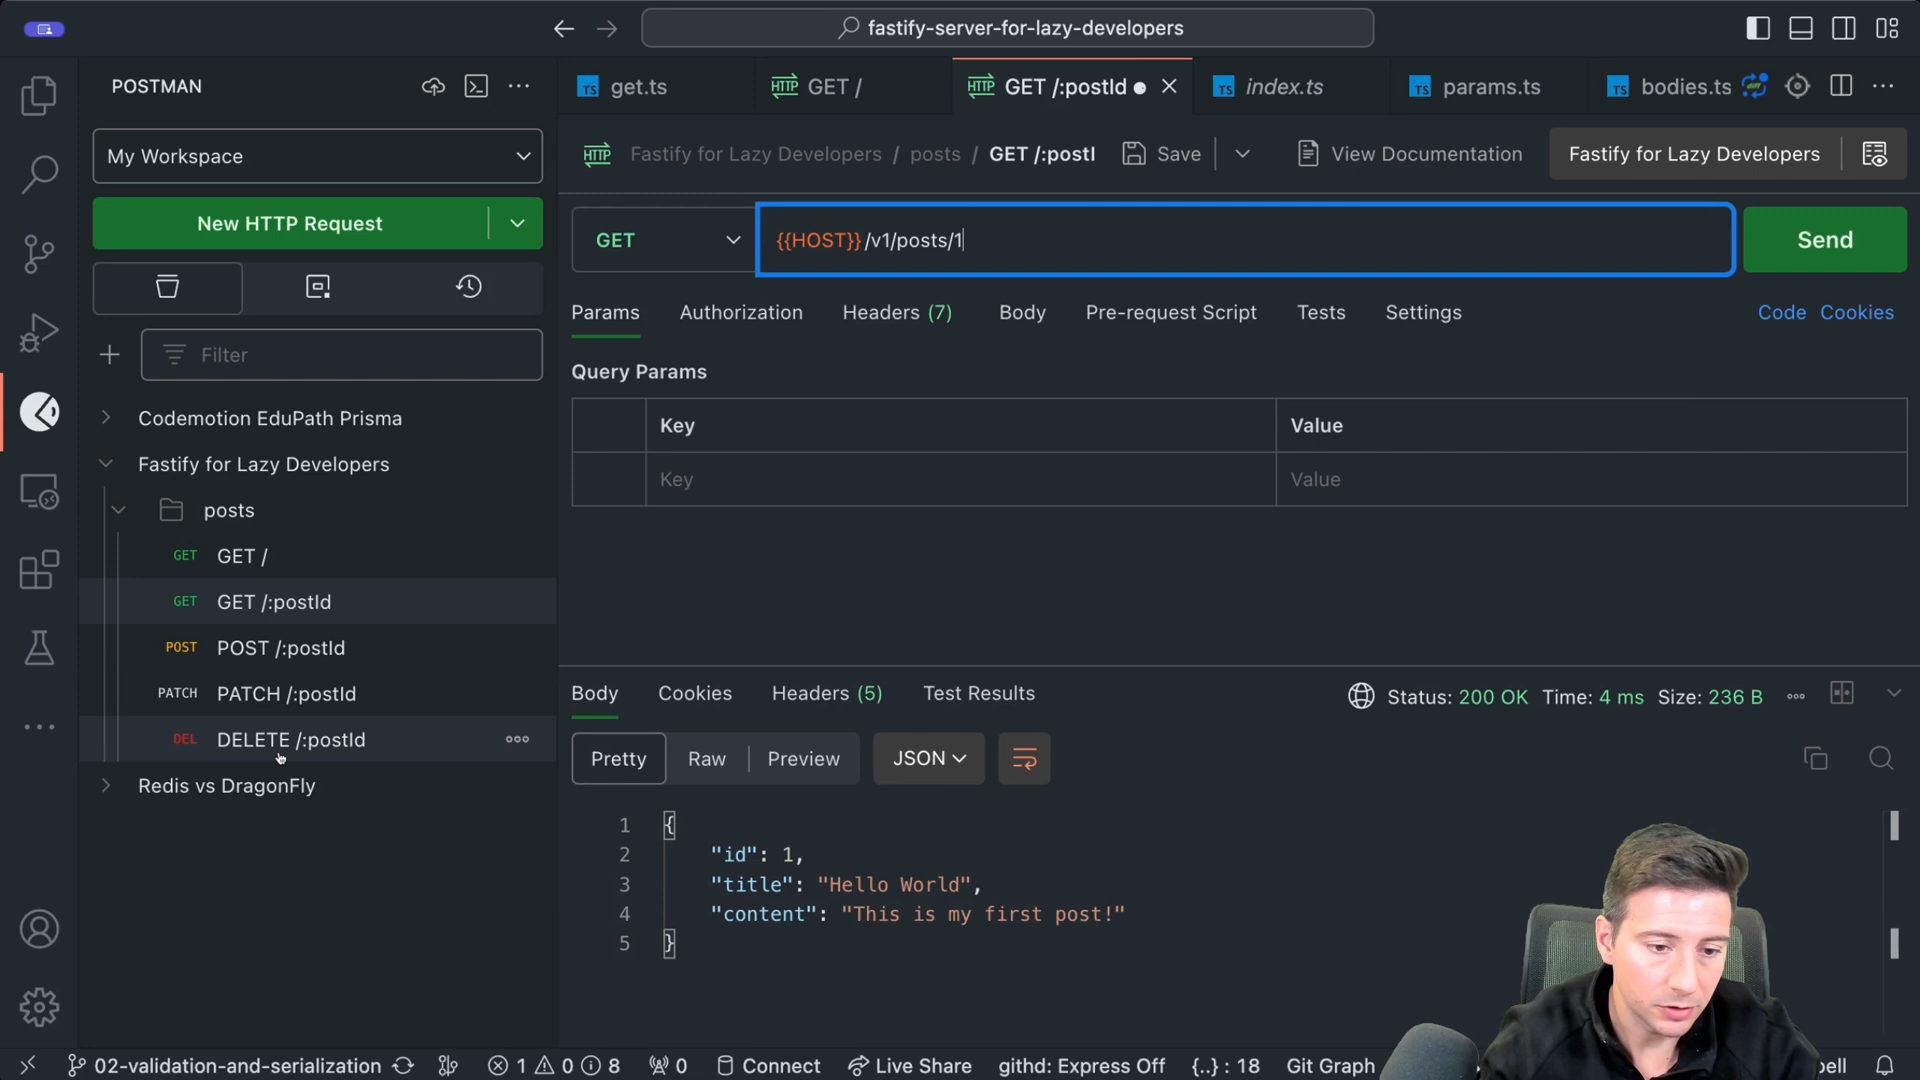 fastify-server-for-lazy-developers
POSTMAN
TS get.ts
HTTP GET /
HTTP GET /:postId
TS index.ts
TS params.ts
TS bodies.ts
My Workspace
HTTP Fastify for Lazy Developers / posts / GET /:postI
Save
View Documentation
Fastify for Lazy Developers
New HTTP Request
GET
{{HOST}}/v1/posts/1
Send
Params Authorization Headers (7) Body Pre-request Script Tests Settings
Code Cookies
Filter
Query Params
Key Value
Key Value
Codemotion EduPath Prisma
Fastify for Lazy Developers
posts
GET GET /
GET GET /:postId
POST POST /:postId
PATCH PATCH /:postId
DEL DELETE /:postId
Redis vs DragonFly
Body Cookies Headers (5) Test Results
Status: 200 OK Time: 4 ms Size: 236 B
Pretty Raw Preview JSON
1 {
2 "id": 1,
3 "title": "Hello World",
4 "content": "This is my first post!"
5 }
02-validation-and-serialization
1 0 8
0
Connect
Live Share
githd: Express Off
{..} : 18
Git Graph